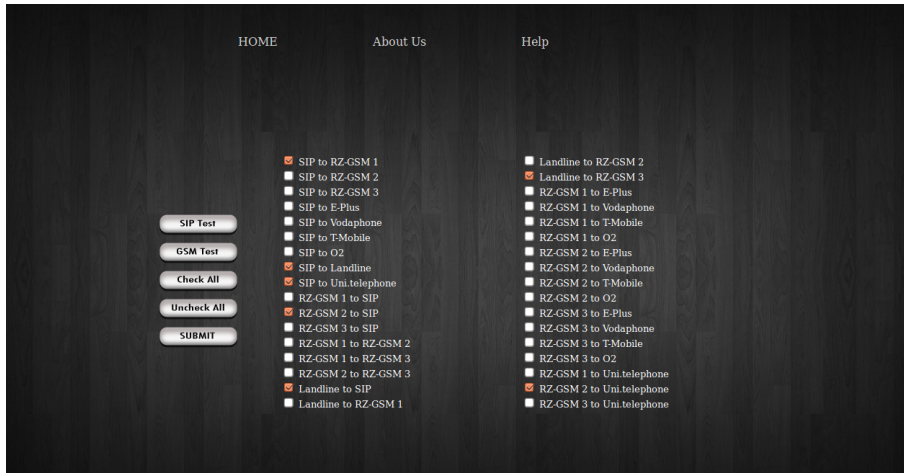 HOME About Us Help
SIP Test
GSM Test
Check All
Uncheck All
SUBMIT
SIP to RZ-GSM 1
SIP to RZ-GSM 2
SIP to RZ-GSM 3
SIP to E-Plus
SIP to Vodaphone
SIP to T-Mobile
SIP to O2
SIP to Landline
SIP to Uni.telephone
RZ-GSM 1 to SIP
RZ-GSM 2 to SIP
RZ-GSM 3 to SIP
RZ-GSM 1 to RZ-GSM 2
RZ-GSM 1 to RZ-GSM 3
RZ-GSM 2 to RZ-GSM 3
Landline to SIP
Landline to RZ-GSM 1
Landline to RZ-GSM 2
Landline to RZ-GSM 3
RZ-GSM 1 to E-Plus
RZ-GSM 1 to Vodaphone
RZ-GSM 1 to T-Mobile
RZ-GSM 1 to O2
RZ-GSM 2 to E-Plus
RZ-GSM 2 to Vodaphone
RZ-GSM 2 to T-Mobile
RZ-GSM 2 to O2
RZ-GSM 3 to E-Plus
RZ-GSM 3 to Vodaphone
RZ-GSM 3 to T-Mobile
RZ-GSM 3 to O2
RZ-GSM 1 to Uni.telephone
RZ-GSM 2 to Uni.telephone
RZ-GSM 3 to Uni.telephone